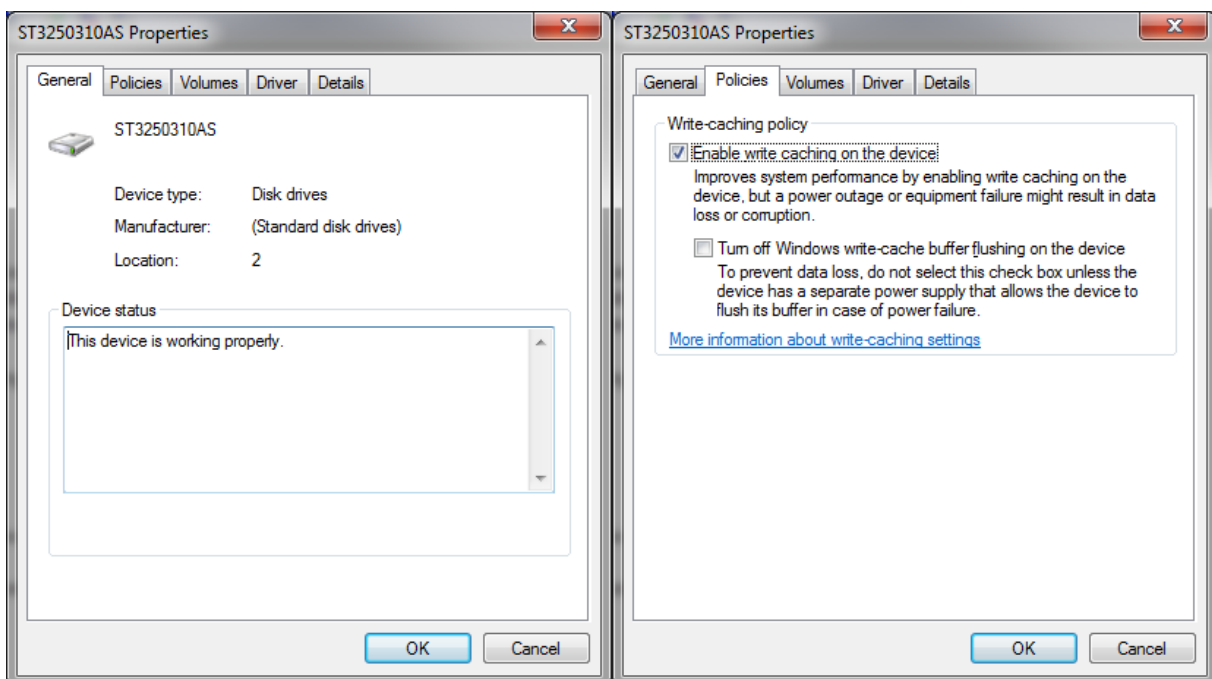 ST3250310AS Properties
General Policies Volumes Driver Details
ST3250310AS
Device type: Disk drives
Manufacturer: (Standard disk drives)
Location: 2
Device status
This device is working properly.
OK Cancel
ST3250310AS Properties
General Policies Volumes Driver Details
Write-caching policy
Enable write caching on the device
Improves system performance by enabling write caching on the
device, but a power outage or equipment failure might result in data
loss or corruption.
Turn off Windows write-cache buffer flushing on the device
To prevent data loss, do not select this check box unless the
device has a separate power supply that allows the device to
flush its buffer in case of power failure.
More information about write-caching settings
OK Cancel